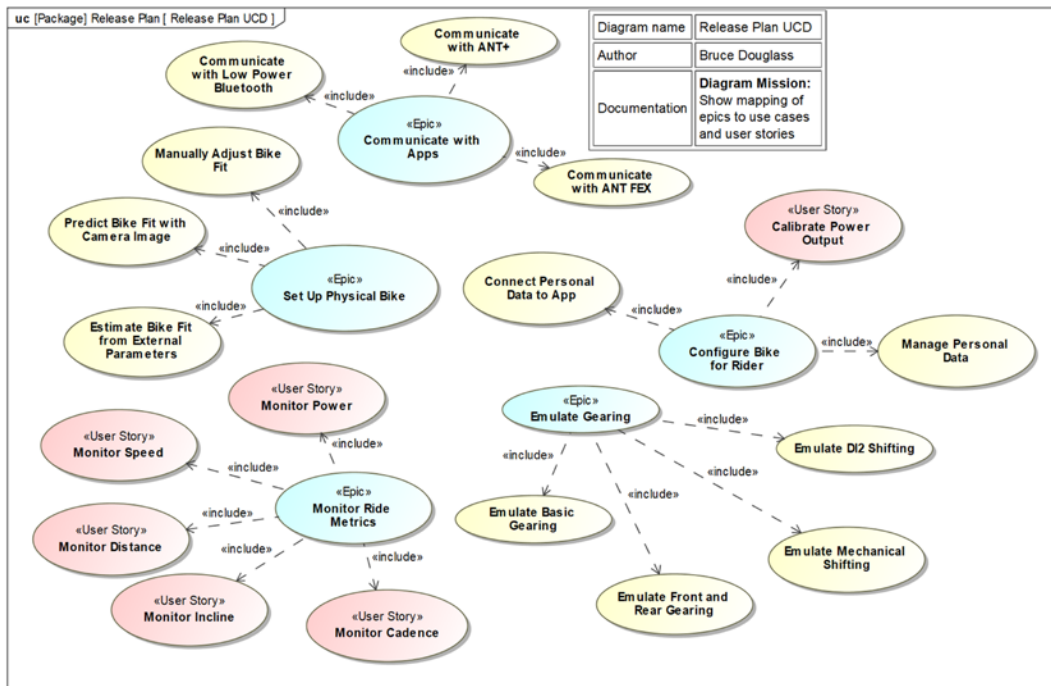 uc [Package] Release Plan [ Release Plan UCD ]
Diagram name
Release Plan UCD
Author
Bruce Douglass
Documentation
Diagram Mission:
Show mapping of
epics to use cases
and user stories
Communicate
with ANT+
«include»
Communicate
with Low Power
Bluetooth
«include»
«Epic»
Communicate with
Apps
«include»
Communicate
with ANT FEX
Manually Adjust Bike
Fit
«include»
Predict Bike Fit with
Camera Image
«include»
«Epic»
Set Up Physical Bike
«include»
Estimate Bike Fit
from External
Parameters
«User Story»
Calibrate Power
Output
«include»
Connect Personal
Data to App
«include»
«Epic»
Configure Bike
for Rider
«include»
Manage Personal
Data
«User Story»
Monitor Power
«include»
«User Story»
Monitor Speed
«include»
«Epic»
Monitor Ride
Metrics
«include»
«User Story»
Monitor Distance
«include»
«User Story»
Monitor Incline
«include»
«User Story»
Monitor Cadence
«Epic»
Emulate Gearing
«include»
Emulate DI2 Shifting
«include»
Emulate Basic
Gearing
«include»
Emulate Mechanical
Shifting
«include»
Emulate Front and
Rear Gearing